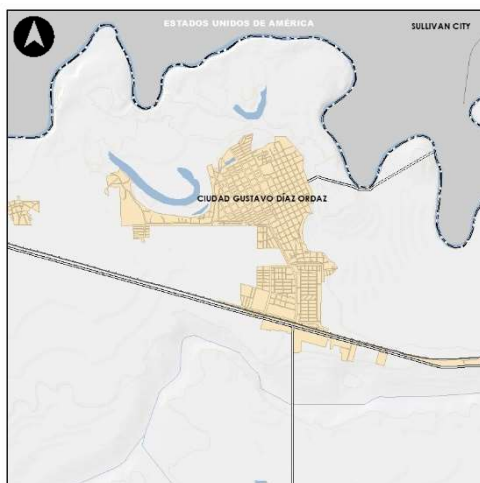 ESTADOS UNIDOS DE AMÉRICA
SULLIVAN CITY
CIUDAD GUSTAVO DÍAZ ORDAZ